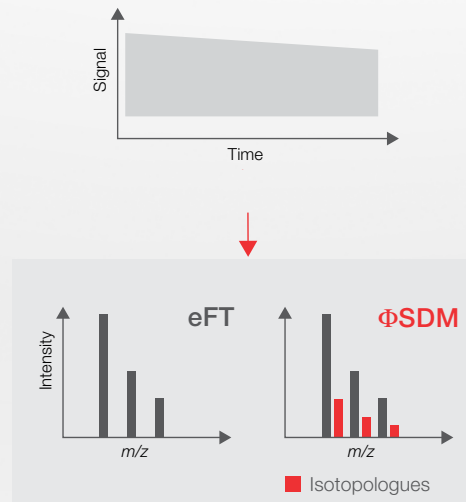 Signal
Time
eFT
ΦSDM
Intensity
m/z
m/z
Isotopologues